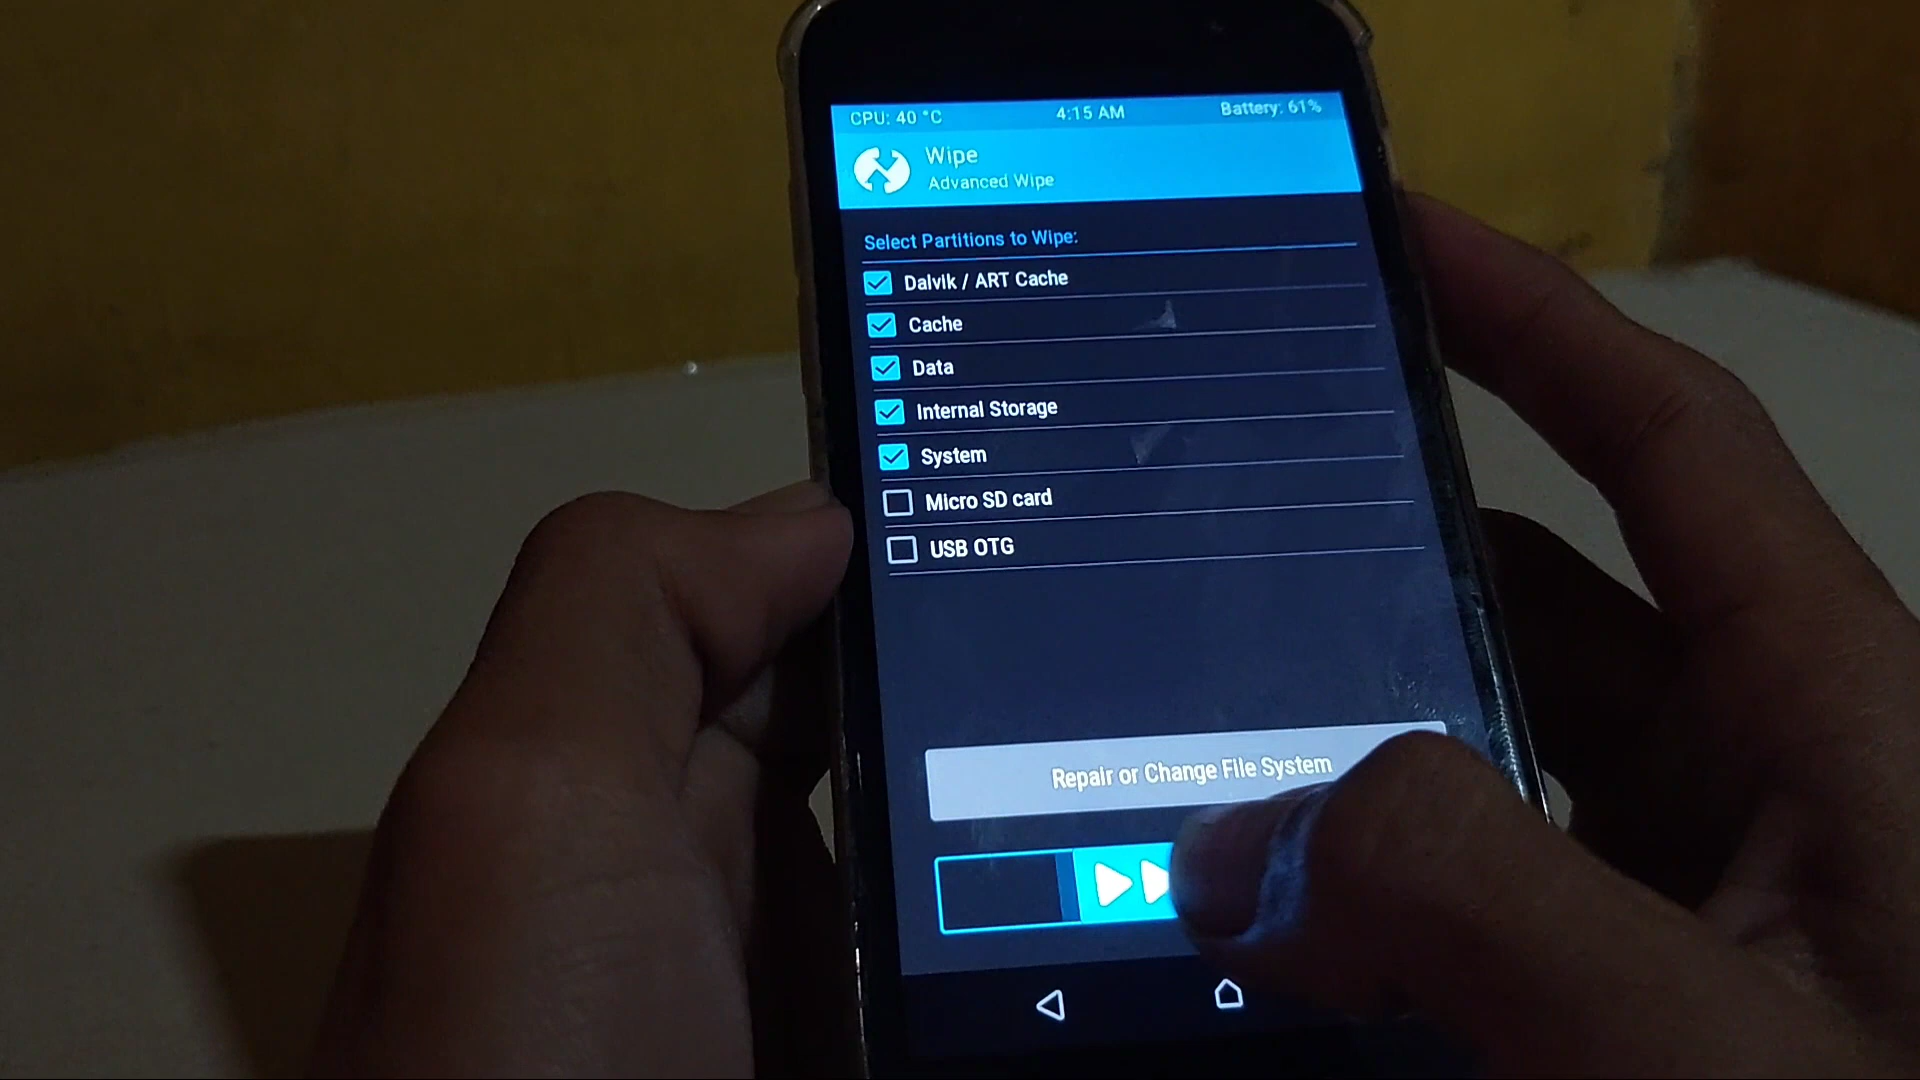 CPU: 40 °C 4:15 AM Battery: 61%
Wipe
Advanced Wipe
Select Partitions to Wipe:
Dalvik / ART Cache
Cache
Data
Internal Storage
System
Micro SD card
USB OTG
Repair or Change File System